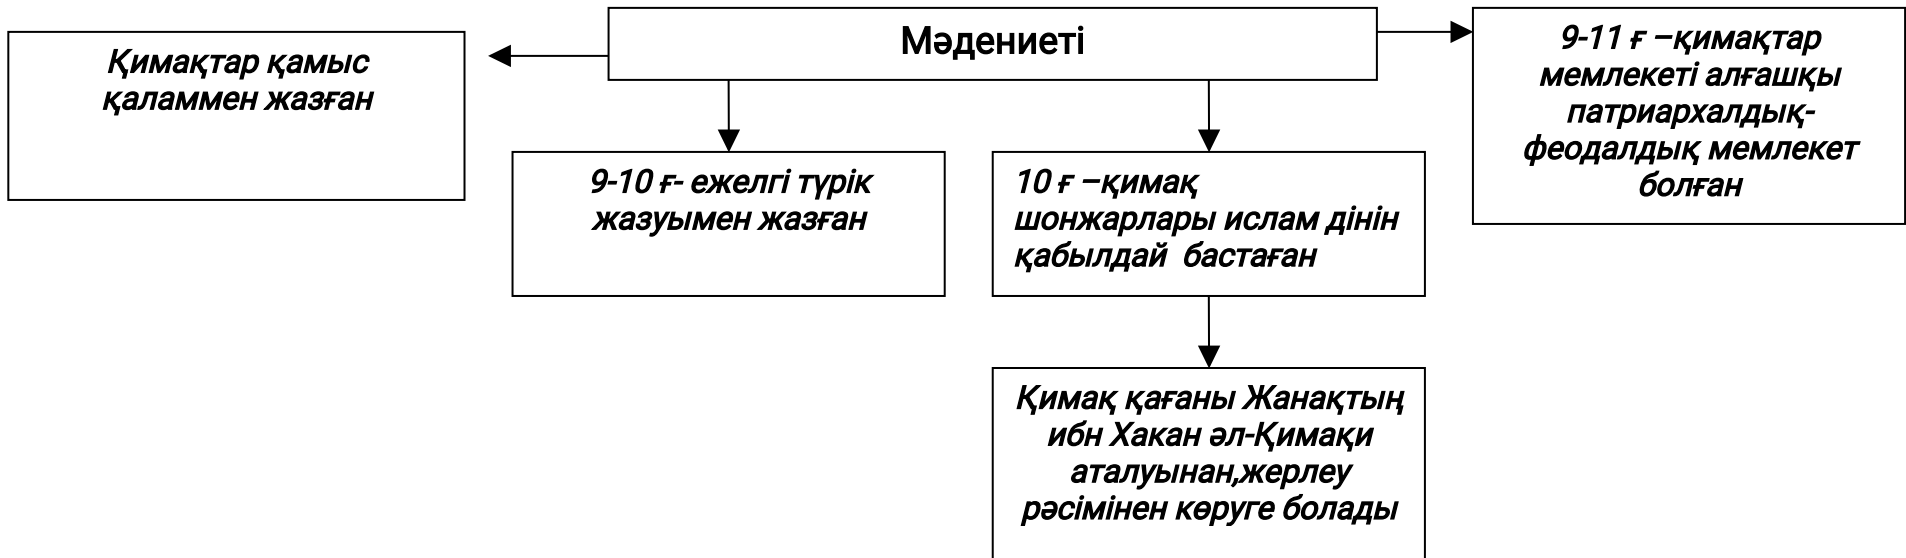 Мәдениеті
Қимақтар қамыс
қаламмен жазған
9-10 ғ- ежелгі түрік
жазуымен жазған
10 ғ –қимақ
шонжарлары ислам дінін
қабылдай  бастаған
Қимақ қағаны Жанақтың
ибн Хакан әл-Қимақи
аталуынан,жерлеу
рәсімінен көруге болады
9-11 ғ –қимақтар
мемлекеті алғашқы
патриархалдық-
феодалдық мемлекет
болған